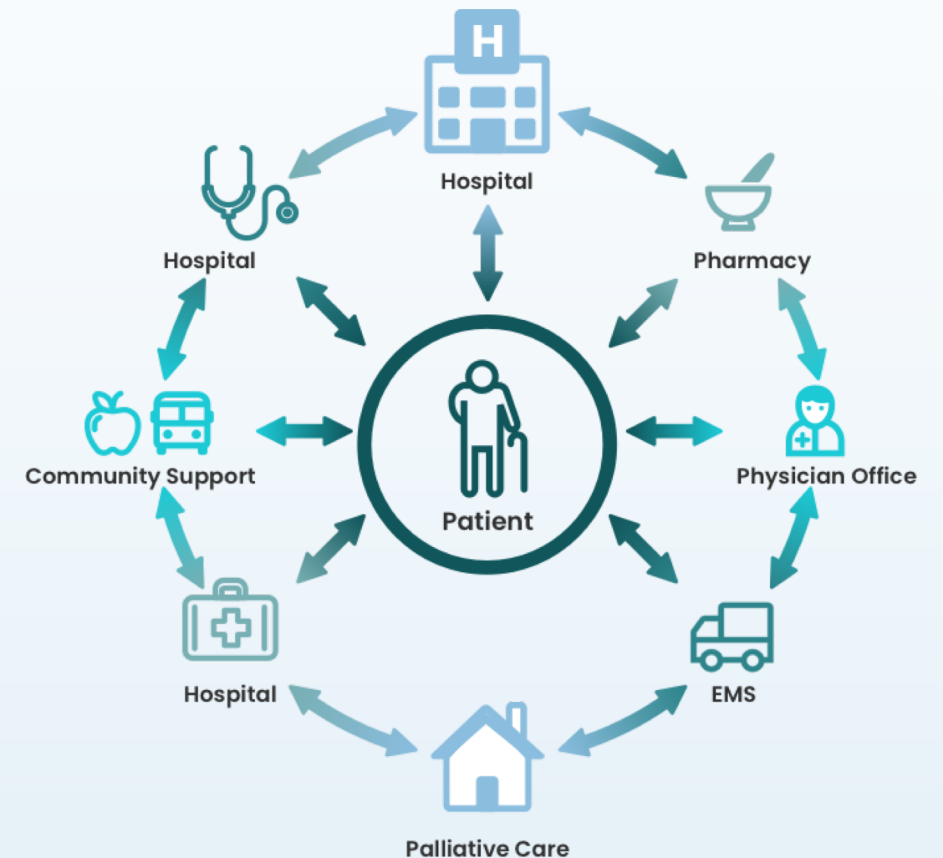 H
Hospital
Hospital
Pharmacy
Community Support
Physician Office
Patient
Hospital
EMS
Palliative Care